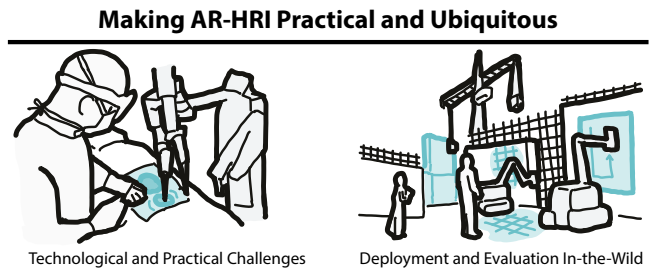 Making AR-HRI Practical and Ubiquitous
Technological and Practical Challenges
Deployment and Evaluation In-the-Wild